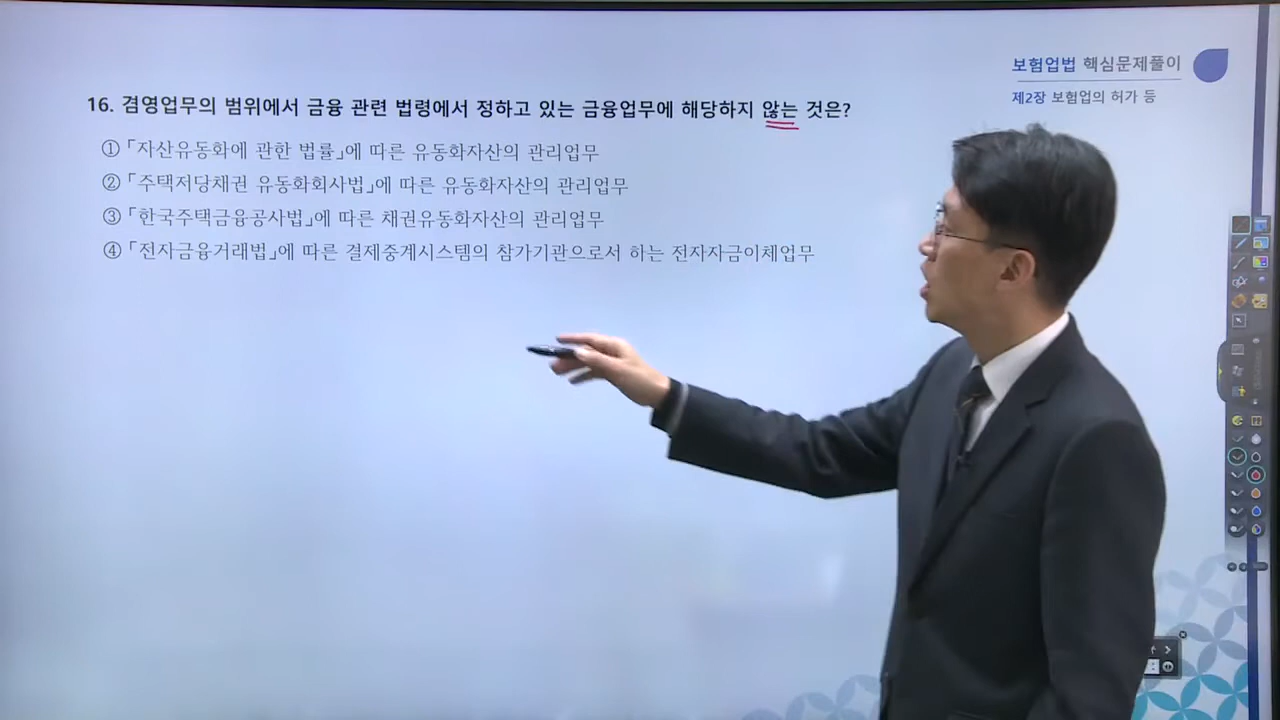 보험업법 핵심문제풀이
제2장 보험업의 허가 등
16. 겸영업무의 범위에서 금융 관련 법령에서 정하고 있는 금융업무에 해당하지 않는 것은?
① 「자산유동화에 관한 법률」에 따른 유동화자산의 관리업무
② 「주택저당채권 유동화회사법」에 따른 유동화자산의 관리업무
③ 「한국주택금융공사법」에 따른 채권유동화자산의 관리업무
④ 「전자금융거래법」에 따른 결제중계시스템의 참가기관으로서 하는 전자자금이체업무